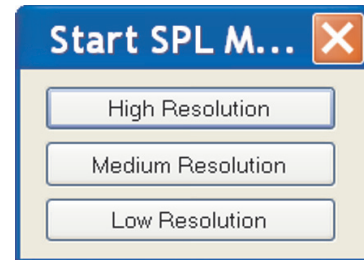 Start SPL M...
High Resolution
Medium Resolution
Low Resolution